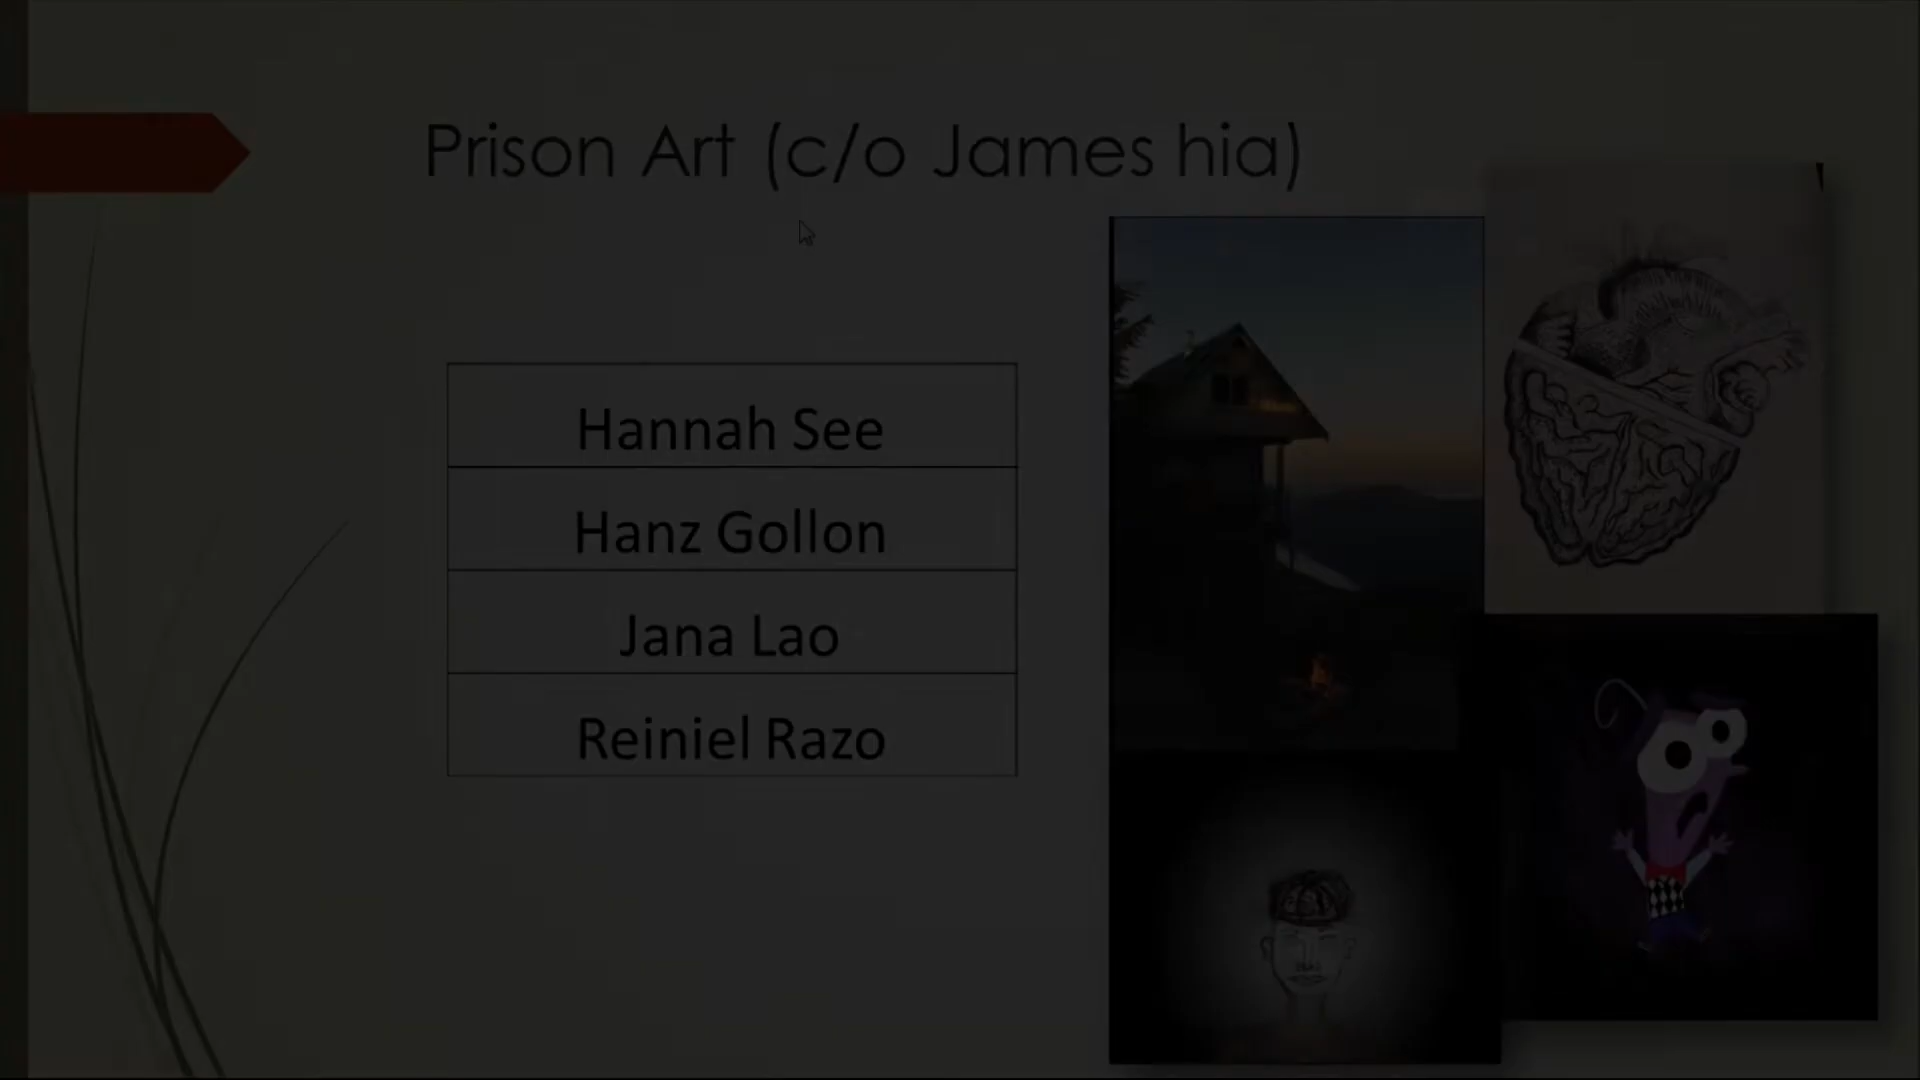 Prison Art (c/o James hia)
Hannah See
Hanz Gollon
Jana Lao
Reiniel Razo